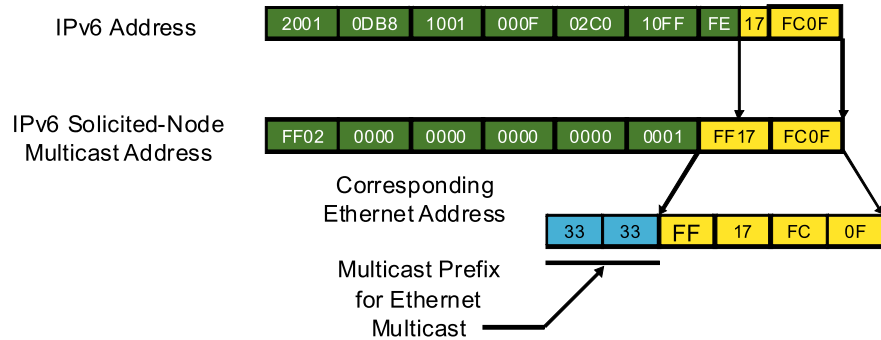 IPv6 Address 2001 0DB8 1001 000F 02C0 10FF FE 17 FC0F
IPv6 Solicited-Node
Multicast Address
FF02 0000 0000 0000 0000 0001 FF17 FC0F
Corresponding
Ethernet Address
33 33 FF 17 FC 0F
Multicast Prefix
for Ethernet
Multicast